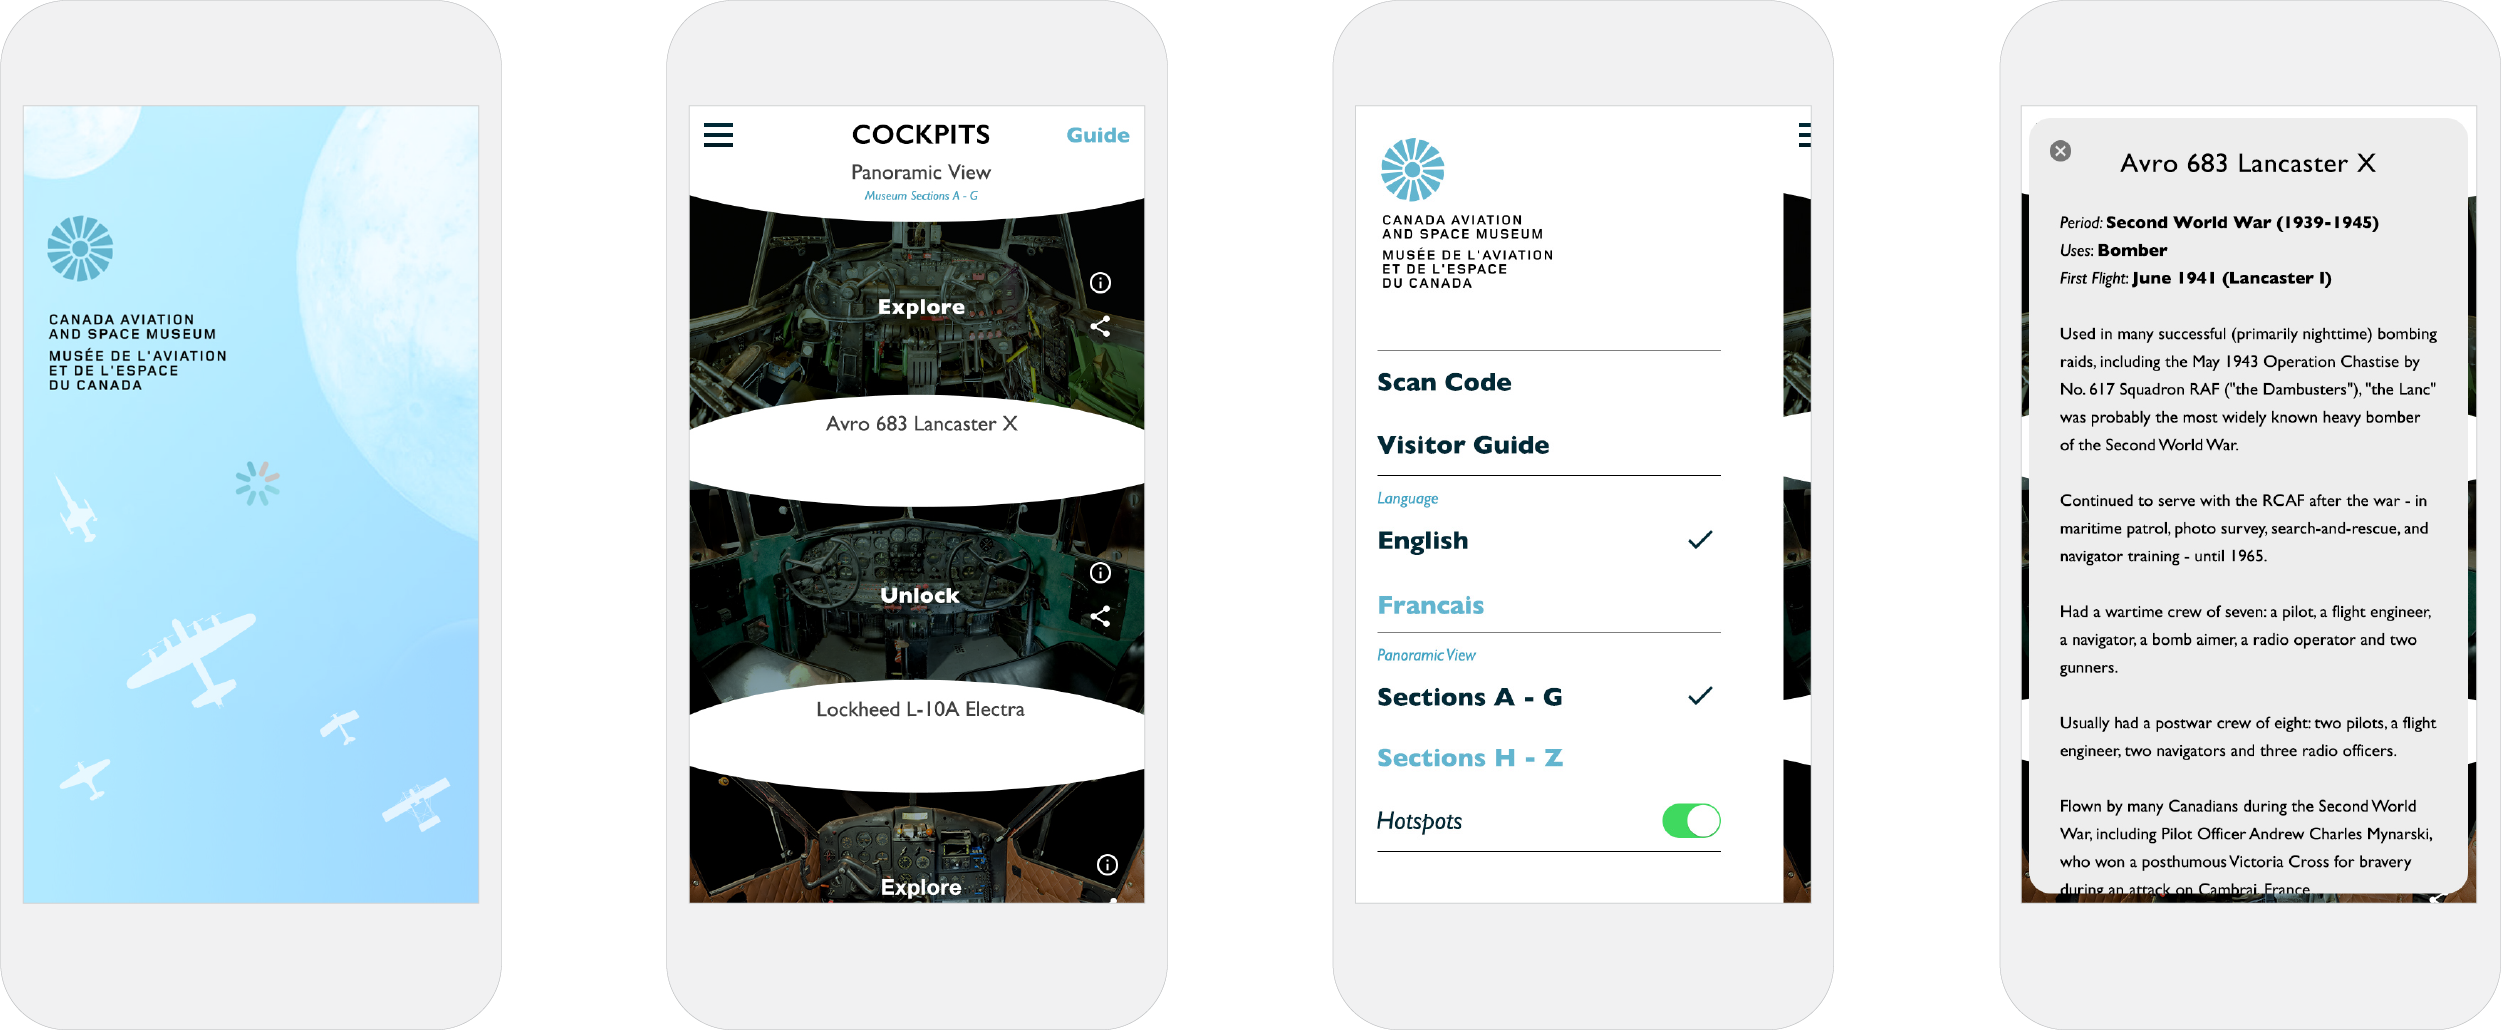 CANADA AVIATION
AND SPACE MUSEUM
MUSÉE DE L'AVIATION
ET DE L'ESPACE
DU CANADA
COCKPITS
Guide
Panoramic View
Museum Sections A - G
Explore
Avro 683 Lancaster X
Unlock
Lockheed L-10A Electra
Explore
CANADA AVIATION
AND SPACE MUSEUM
MUSÉE DE L'AVIATION
ET DE L'ESPACE
DU CANADA
Scan Code
Visitor Guide
Language
English
Francais
Panoramic View
Sections A - G
Sections H - Z
Hotspots
Avro 683 Lancaster X
Period: Second World War (1939-1945)
Uses: Bomber
First Flight: June 1941 (Lancaster I)
Used in many successful (primarily nighttime) bombing
raids, including the May 1943 Operation Chastise by
No. 617 Squadron RAF ("the Dambusters"), "the Lanc"
was probably the most widely known heavy bomber
of the Second World War.
Continued to serve with the RCAF after the war - in
maritime patrol, photo survey, search-and-rescue, and
navigator training - until 1965.
Had a wartime crew of seven: a pilot, a flight engineer,
a navigator, a bomb aimer, a radio operator and two
gunners.
Usually had a postwar crew of eight: two pilots, a flight
engineer, two navigators and three radio officers.
Flown by many Canadians during the Second World
War, including Pilot Officer Andrew Charles Mynarski,
who won a posthumous Victoria Cross for bravery
during an attack on Cambrai, France